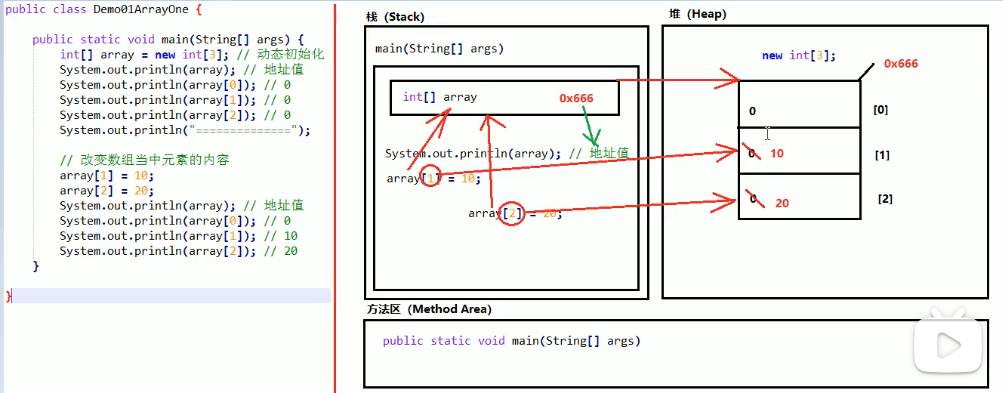 public class Demo01ArrayOne {
public static void main(String[] args) {
int[] array = new int[3]; // 动态初始化
System.out.println(array); // 地址值
System.out.println(array[0]); // 0
System.out.println(array[1]); // 0
System.out.println(array[2]); // 0
System.out.println("==============");
// 改变数组当中元素的内容
array[1] = 10;
array[2] = 20;
System.out.println(array); // 地址值
System.out.println(array[0]); // 0
System.out.println(array[1]); // 10
System.out.println(array[2]); // 20
}
}
栈（Stack）
main(String[] args)
int[] array 0x666
System.out.println(array); // 地址值
array[1] = 10;
array[2] = 20;
堆（Heap）
new int[3];
0x666
0 [0]
0 10 [1]
0 20 [2]
方法区（Method Area）
public static void main(String[] args)